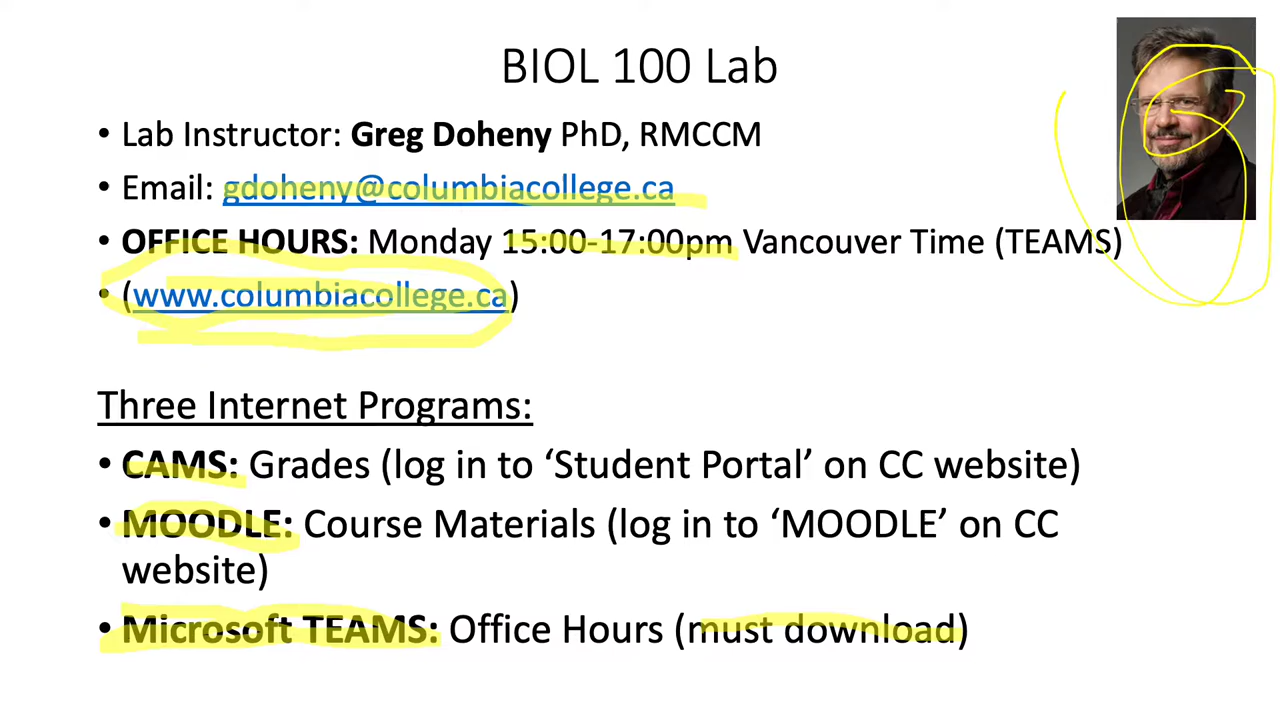 BIOL 100 Lab
• Lab Instructor: Greg Doheny PhD, RMCCM
• Email: gdoheny@columbiacollege.ca
• OFFICE HOURS: Monday 15:00-17:00pm Vancouver Time (TEAMS)
• (www.columbiacollege.ca)
Three Internet Programs:
• CAMS: Grades (log in to ‘Student Portal’ on CC website)
• MOODLE: Course Materials (log in to ‘MOODLE’ on CC
website)
• Microsoft TEAMS: Office Hours (must download)